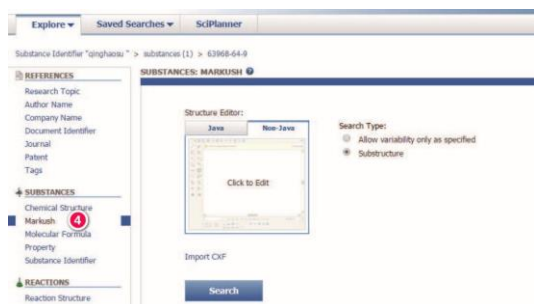 Explore ▾ Saved Searches ▾ SciPlanner
Substance Identifier "qinghaosu " > substances (1) > 63968-64-9
REFERENCES
Research Topic
Author Name
Company Name
Document Identifier
Journal
Patent
Tags
SUBSTANCES
Chemical Structure
Markush 4
Molecular Formula
Property
Substance Identifier
REACTIONS
Reaction Structure
SUBSTANCES: MARKUSH ?
Structure Editor:
Java Non-Java
Click to Edit
Import CXF
Search
Search Type:
Allow variability only as specified
Substructure